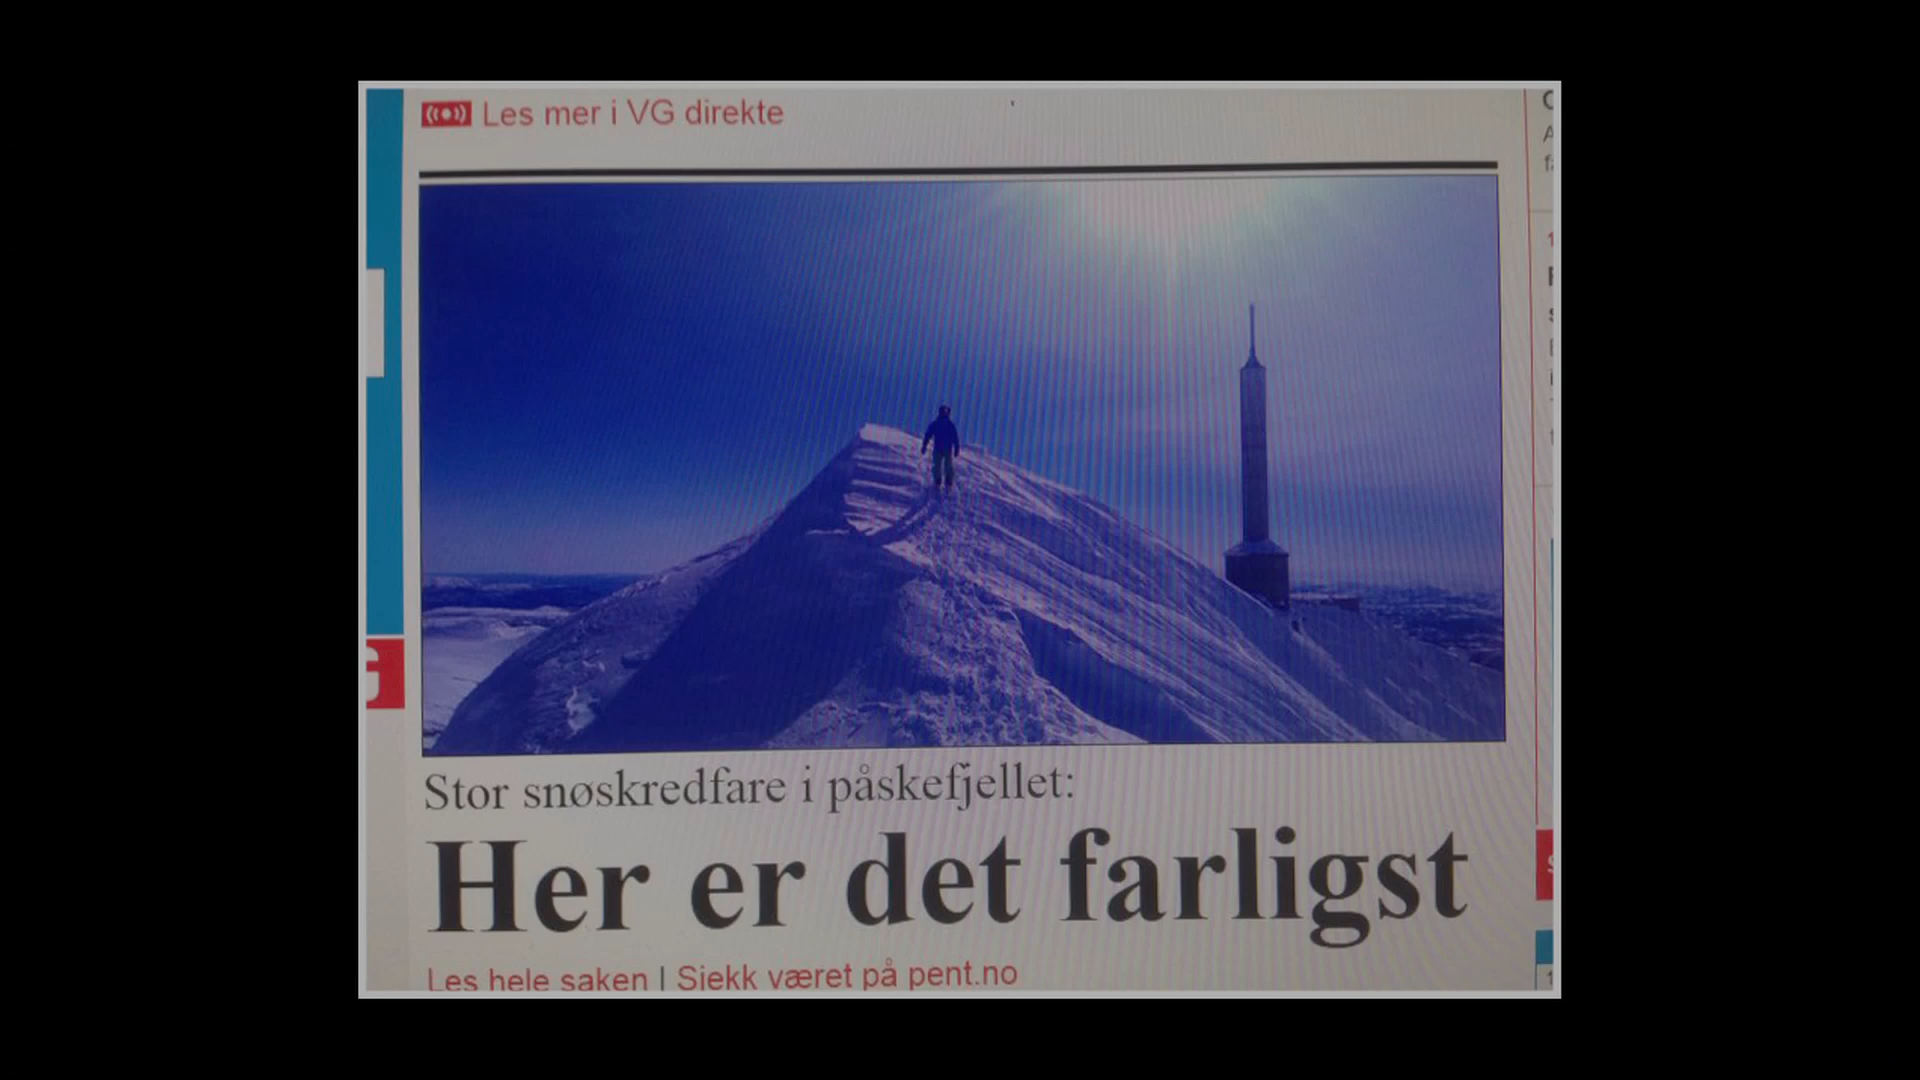 Les mer i VG direkte
Stor snøskredfare i påskefjellet:
Her er det farligst
Les hele saken | Sjekk været på pent.no